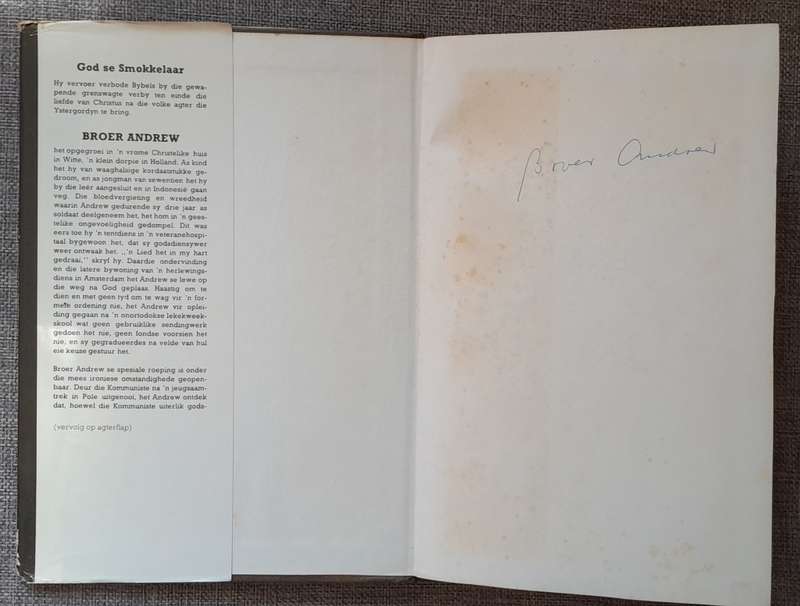 God se Smokkelaar
Hy vervoer verbode Bybels by die gewa-
pende grenswagte verby ten einde die
liefde van Christus na die volke agter die
Ystergordyn te bring.
BROER ANDREW
het opgegroei in 'n vrome Christelike huis
in Witte, 'n klein dorpie in Holland. As kind
het hy van waaghalsige kordaatstukke ge-
droom, en as jongman van sewentien het hy
by die leër aangesluit en in Indonesië gaan
veg. Die bloedvergieting en wreedheid
waarin Andrew gedurende sy drie jaar as
soldaat deelgeneem het, het hom in 'n gees-
telike ongevoeligheid gedompel. Dit was
eers toe hy 'n tentdiens in 'n veteranehospi-
taal bygewoon het, dat sy godsdiensywer
weer ontwaak het. ,,'n Lied het in my hart
gedraai,'' skryf hy. Daardie ondervinding
en die latere bywoning van 'n herlewings-
diens in Amsterdam het Andrew se lewe op
die weg na God geplaas. Haastig om te
dien en met geen tyd om te wag vir 'n for-
mele ordening nie, het Andrew vir oplei-
ding gegaan na 'n onortodokse lekekweek-
skool wat geen gebruiklike sendingwerk
gedoen het nie, geen fondse voorsien het
nie, en sy gegradueerdes na velde van hul
eie keuse gestuur het.
Broer Andrew se spesiale roeping is onder
die mees ironiese omstandighede geopen-
baar. Deur die Kommuniste na 'n jeugsaam-
trek in Pole uitgenooi, het Andrew ontdek
dat, hoewel die Kommuniste uiterlik gods-
(vervolg op agterflap)
Broer Andrew